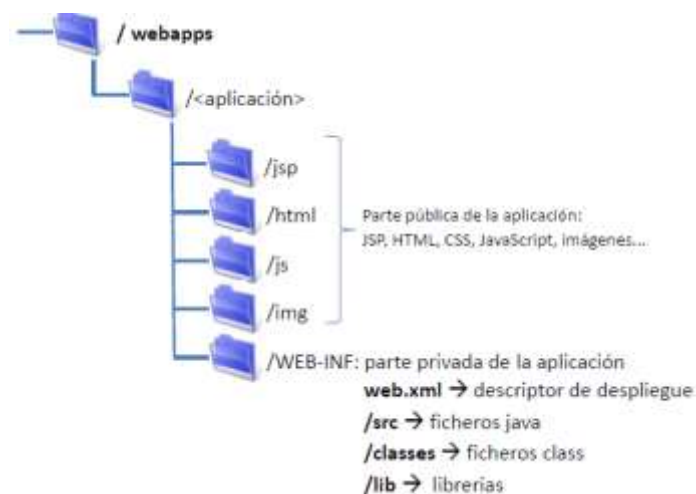 / webapps
/<aplicación>
/jsp
/html
/js
/img
Parte pública de la aplicación:
JSP, HTML, CSS, JavaScript, imágenes...
/WEB-INF: parte privada de la aplicación
web.xml → descriptor de despliegue
/src → ficheros java
/classes → ficheros class
/lib → librerias